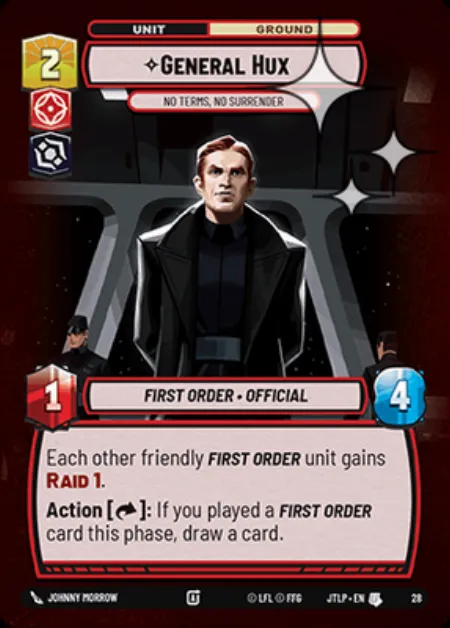 UNIT GROUND
2
✧GENERAL HUX
NO TERMS, NO SURRENDER
1
FIRST ORDER • OFFICIAL
4
Each other friendly FIRST ORDER unit gains
RAID 1.
Action [↷]: If you played a FIRST ORDER
card this phase, draw a card.
JOHNNY MORROW © LFL © FFG JTLP • EN 28